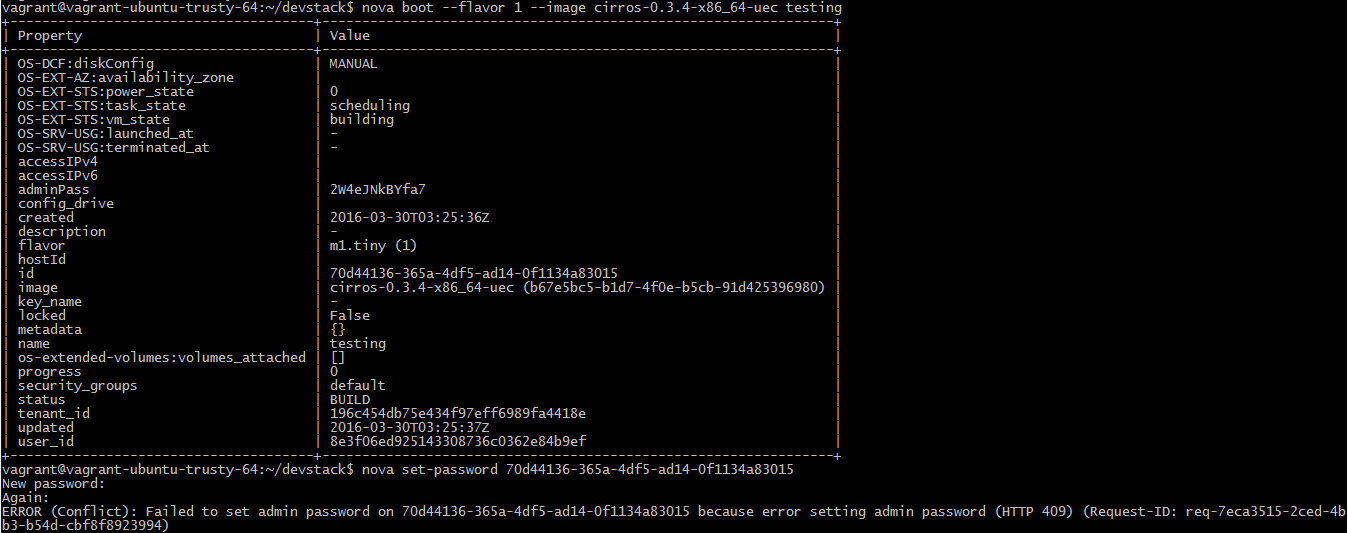 vagrant@vagrant-ubuntu-trusty-64:~/devstack$ nova boot --flavor 1 --image cirros-0.3.4-x86_64-uec testing
+--------------------------------------+----------------------------------------------------------------+
| Property | Value |
+--------------------------------------+----------------------------------------------------------------+
| OS-DCF:diskConfig | MANUAL |
| OS-EXT-AZ:availability_zone | |
| OS-EXT-STS:power_state | 0 |
| OS-EXT-STS:task_state | scheduling |
| OS-EXT-STS:vm_state | building |
| OS-SRV-USG:launched_at | - |
| OS-SRV-USG:terminated_at | - |
| accessIPv4 | |
| accessIPv6 | |
| adminPass | 2W4eJNkBYfa7 |
| config_drive | |
| created | 2016-03-30T03:25:36Z |
| description | - |
| flavor | m1.tiny (1) |
| hostId | |
| id | 70d44136-365a-4df5-ad14-0f1134a83015 |
| image | cirros-0.3.4-x86_64-uec (b67e5bc5-b1d7-4f0e-b5cb-91d425396980) |
| key_name | - |
| locked | False |
| metadata | {} |
| name | testing |
| os-extended-volumes:volumes_attached | [] |
| progress | 0 |
| security_groups | default |
| status | BUILD |
| tenant_id | 196c454db75e434f97eff6989fa4418e |
| updated | 2016-03-30T03:25:37Z |
| user_id | 8e3f06ed925143308736c0362e84b9ef |
+--------------------------------------+----------------------------------------------------------------+
vagrant@vagrant-ubuntu-trusty-64:~/devstack$ nova set-password 70d44136-365a-4df5-ad14-0f1134a83015
New password:
Again:
ERROR (Conflict): Failed to set admin password on 70d44136-365a-4df5-ad14-0f1134a83015 because error setting admin password (HTTP 409) (Request-ID: req-7eca3515-2ced-4b
b3-b54d-cbf8f8923994)